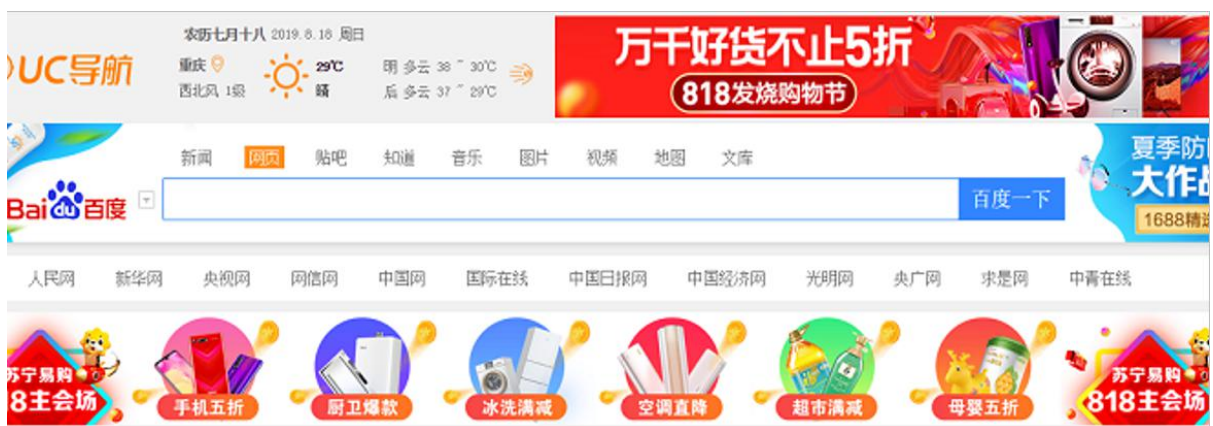 UC导航
农历七月十八 2019.8.18 周日
重庆 29℃ 明 多云 38 ~ 30℃
西北风 1级 晴 后 多云 37 ~ 29℃
万千好货不止5折
818发烧购物节
新闻 网页 贴吧 知道 音乐 图片 视频 地图 文库
Bai du 百度
百度一下
夏季防
大作
1688精选
人民网 新华网 央视网 网信网 中国网 国际在线 中国日报网 中国经济网 光明网 央广网 求是网 中青在线
苏宁易购
8主会场
手机五折
厨卫爆款
冰洗满减
空调直降
超市满减
母婴五折
苏宁易购
818主会场